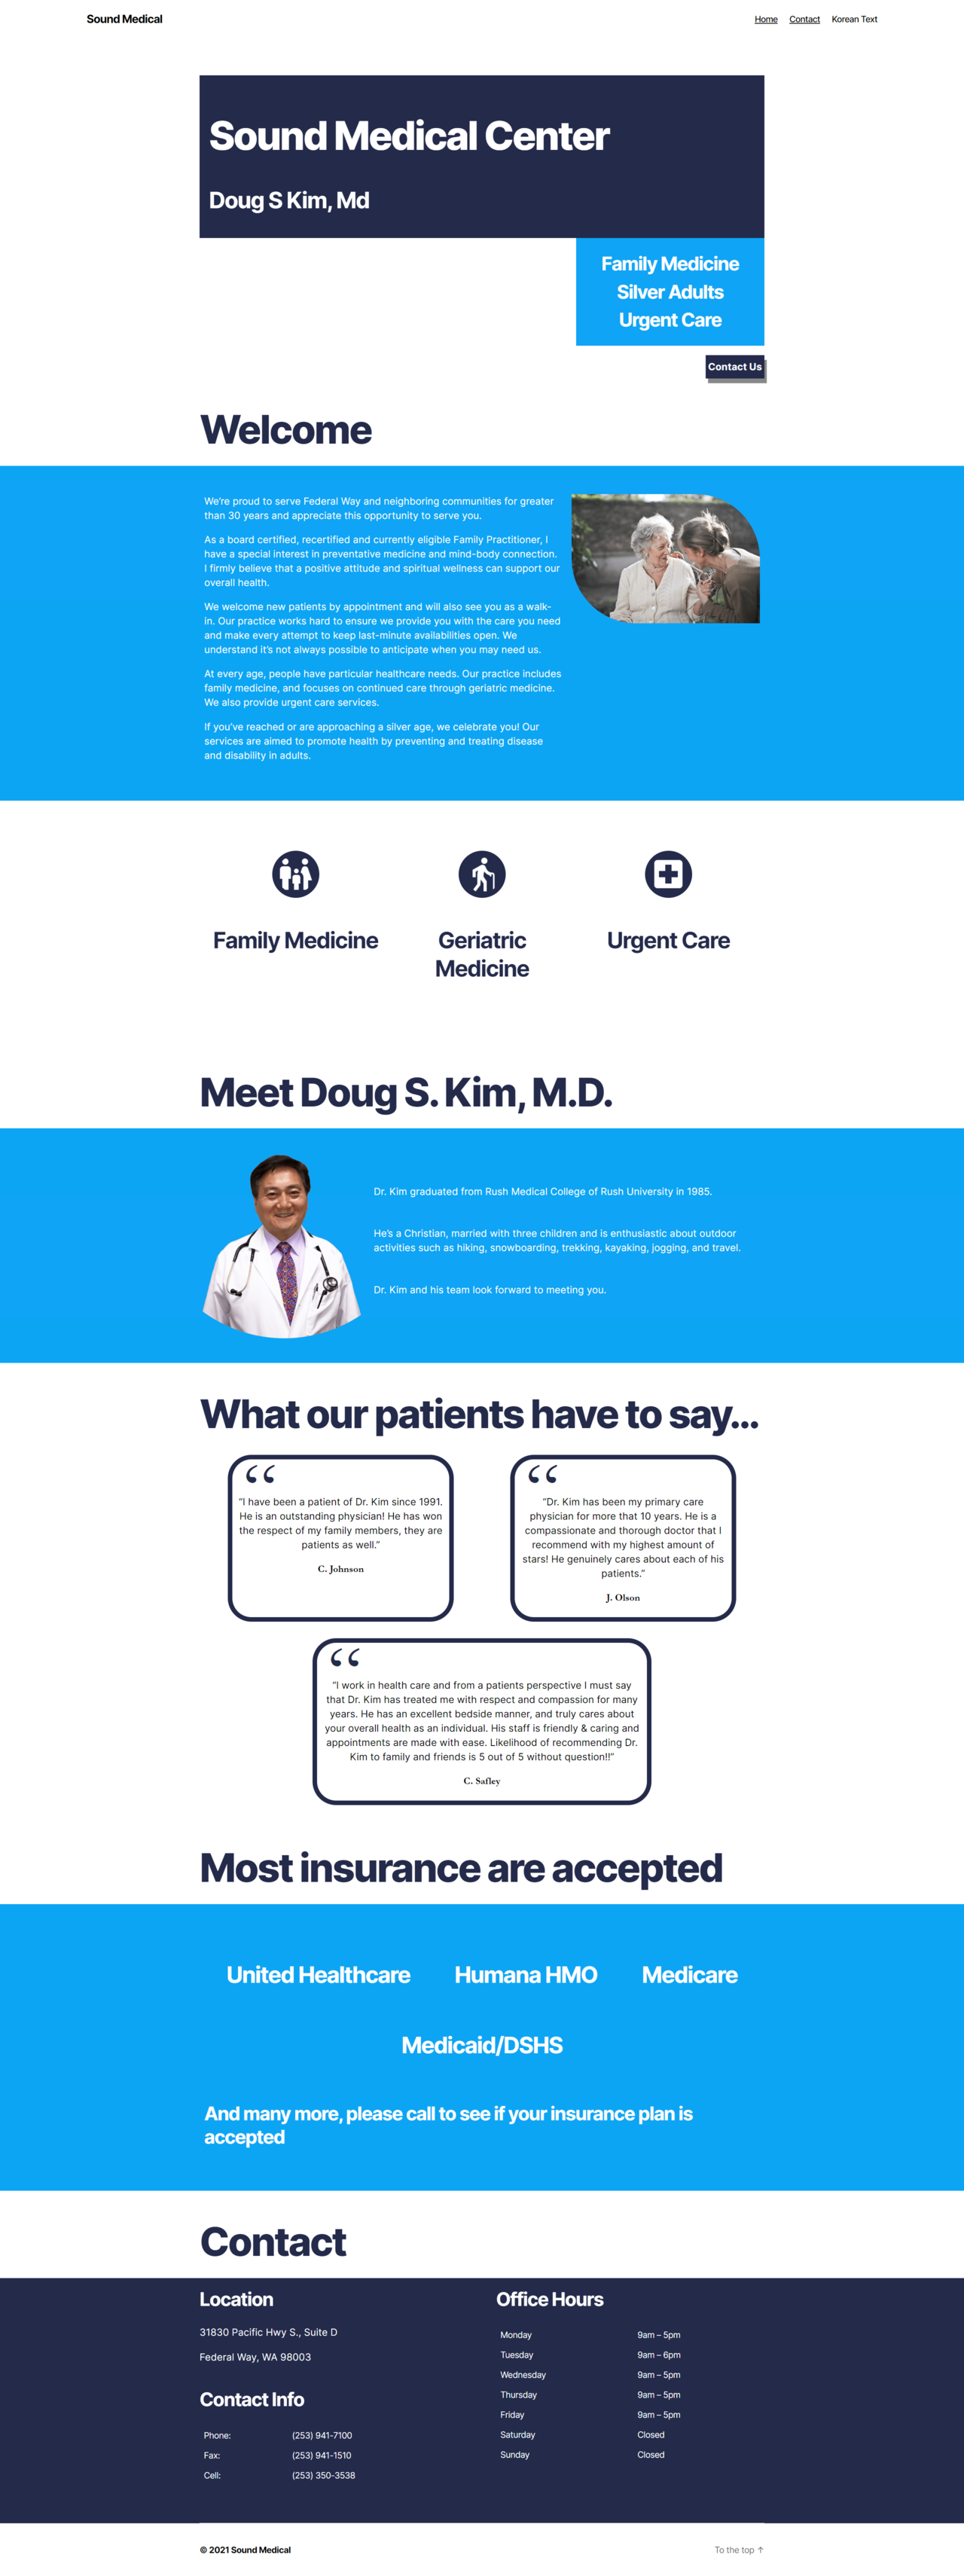 Sound Medical
Home Contact Korean Text
Sound Medical Center
Doug S Kim, Md
Family Medicine
Silver Adults
Urgent Care
Contact Us
Welcome
We're proud to serve Federal Way and neighboring communities for greater
than 30 years and appreciate this opportunity to serve you.
As a board certified, recertified and currently eligible Family Practitioner, I
have a special interest in preventative medicine and mind-body connection.
I firmly believe that a positive attitude and spiritual wellness can support our
overall health.
We welcome new patients by appointment and will also see you as a walk-
in. Our practice works hard to ensure we provide you with the care you need
and make every attempt to keep last-minute availabilities open. We
understand it's not always possible to anticipate when you may need us.
At every age, people have particular healthcare needs. Our practice includes
family medicine, and focuses on continued care through geriatric medicine.
We also provide urgent care services.
If you've reached or are approaching a silver age, we celebrate you! Our
services are aimed to promote health by preventing and treating disease
and disability in adults.
Family Medicine
Geriatric
Medicine
Urgent Care
Meet Doug S. Kim, M.D.
Dr. Kim graduated from Rush Medical College of Rush University in 1985.
He's a Christian, married with three children and is enthusiastic about outdoor
activities such as hiking, snowboarding, trekking, kayaking, jogging, and travel.
Dr. Kim and his team look forward to meeting you.
What our patients have to say...
“
“I have been a patient of Dr. Kim since 1991.
He is an outstanding physician! He has won
the respect of my family members, they are
patients as well.”
C. Johnson
“
“Dr. Kim has been my primary care
physician for more that 10 years. He is a
compassionate and thorough doctor that I
recommend with my highest amount of
stars! He genuinely cares about each of his
patients.”
J. Olson
“
“I work in health care and from a patients perspective I must say
that Dr. Kim has treated me with respect and compassion for many
years. He has an excellent bedside manner, and truly cares about
your overall health as an individual. His staff is friendly & caring and
appointments are made with ease. Likelihood of recommending Dr.
Kim to family and friends is 5 out of 5 without question!!”
C. Safley
Most insurance are accepted
United Healthcare Humana HMO Medicare
Medicaid/DSHS
And many more, please call to see if your insurance plan is
accepted
Contact
Location
31830 Pacific Hwy S., Suite D
Federal Way, WA 98003
Contact Info
Phone: (253) 941-7100
Fax: (253) 941-1510
Cell: (253) 350-3538
Office Hours
Monday 9am – 5pm
Tuesday 9am – 6pm
Wednesday 9am – 5pm
Thursday 9am – 5pm
Friday 9am – 5pm
Saturday Closed
Sunday Closed
© 2021 Sound Medical
To the top ↑